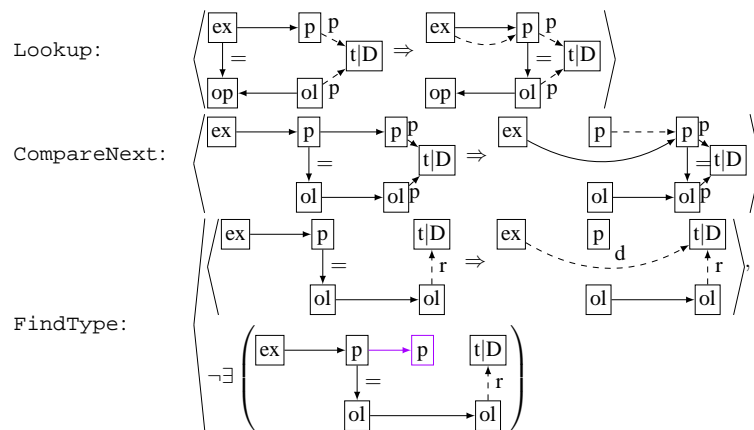 Lookup: ex p p t|D = op ol p ⇒ ex p p t|D = op ol p
CompareNext: ex p p p t|D = ol ol p ⇒ ex p p p t|D = ol ol p
FindType: ex p t|D = r ol ol ⇒ ex p t|D d r ol ol ,
¬∃ ( ex p p t|D = r ol ol )